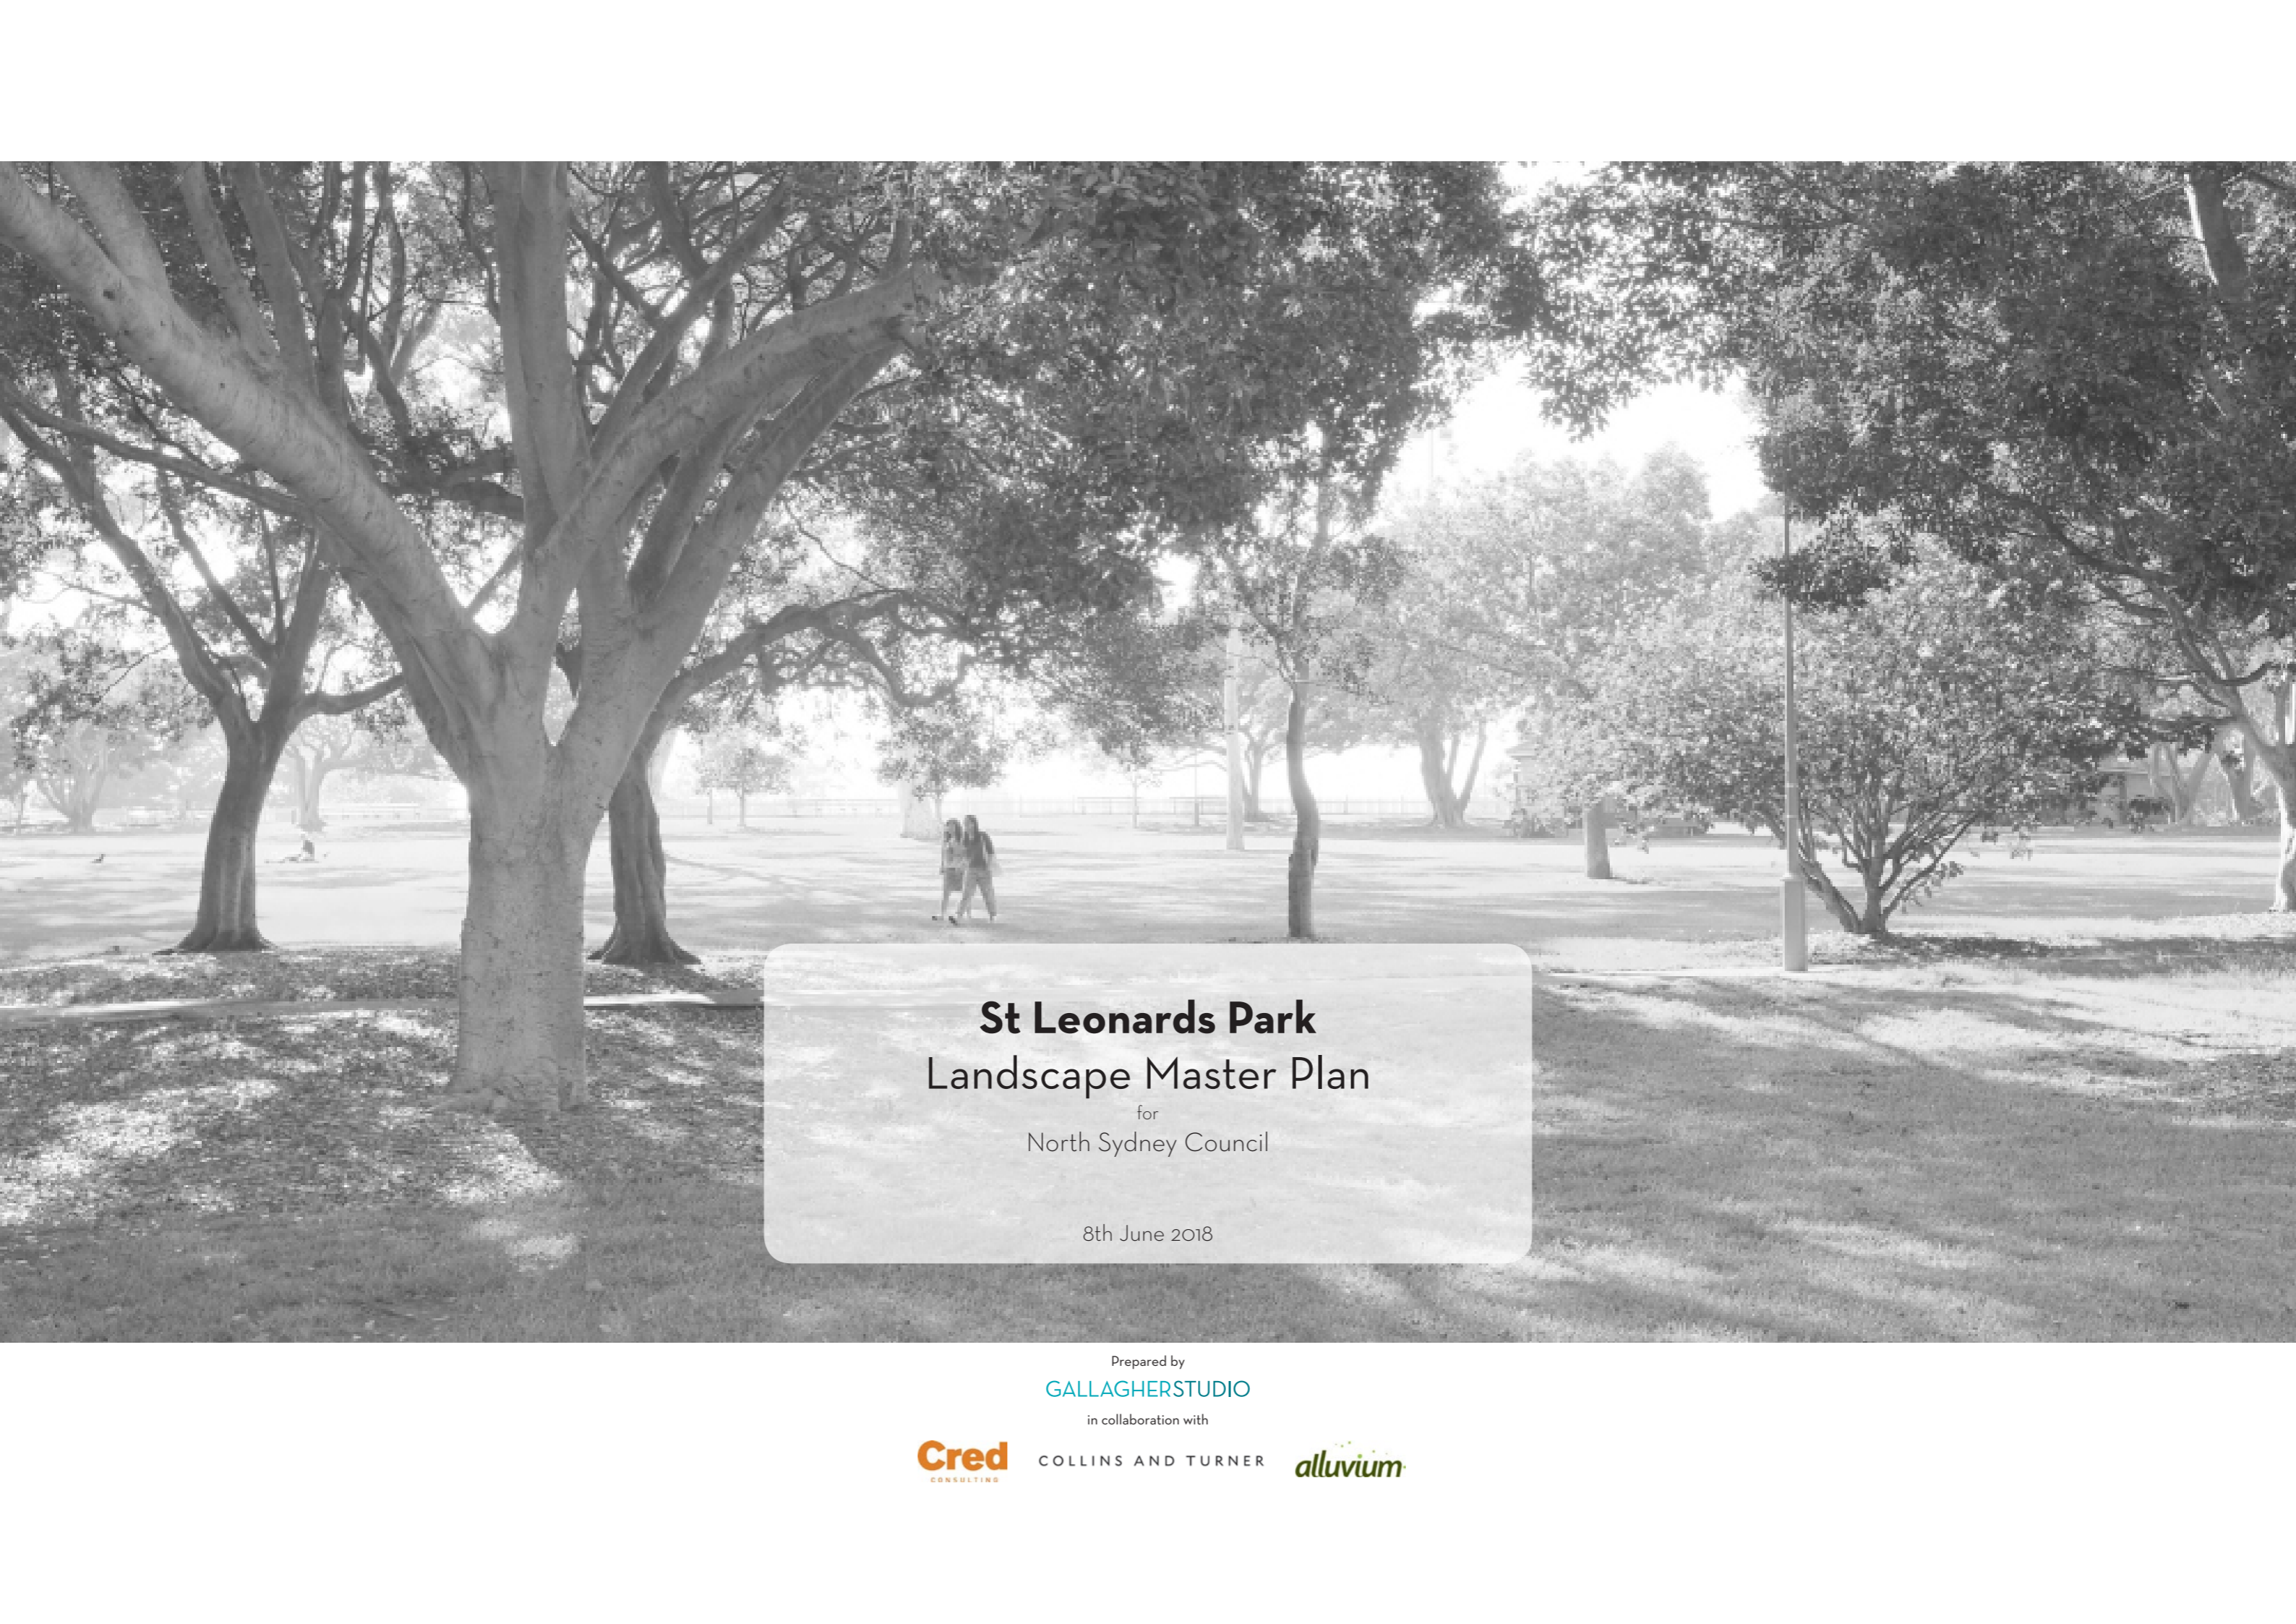 St Leonards Park
Landscape Master Plan
for
North Sydney Council
8th June 2018
Prepared by
GALLAGHERSTUDIO
in collaboration with
Cred
CONSULTING
COLLINS AND TURNER
alluvium